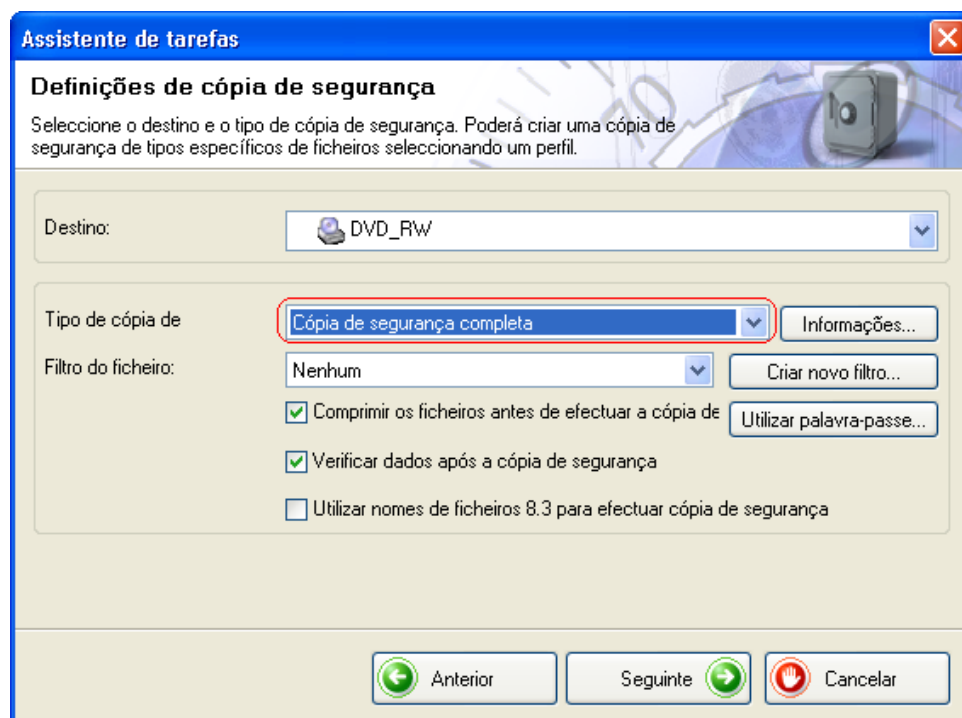 Assistente de tarefas
Definições de cópia de segurança
Seleccione o destino e o tipo de cópia de segurança. Poderá criar uma cópia de
segurança de tipos específicos de ficheiros seleccionando um perfil.
Destino:
DVD_RW
Tipo de cópia de
Cópia de segurança completa
Informações...
Filtro do ficheiro:
Nenhum
Criar novo filtro...
Comprimir os ficheiros antes de efectuar a cópia de
Utilizar palavra-passe...
Verificar dados após a cópia de segurança
Utilizar nomes de ficheiros 8.3 para efectuar cópia de segurança
Anterior
Seguinte
Cancelar